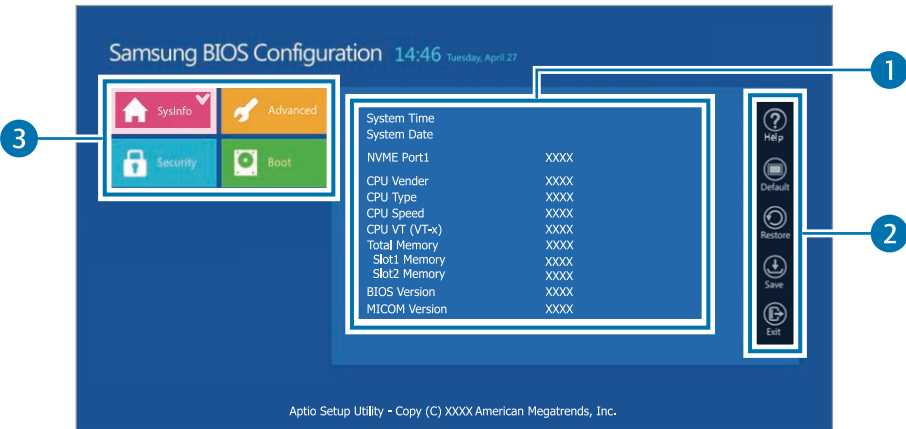 Samsung BIOS Configuration 14:46 Tuesday, April 27
1
SysInfo Advanced
Security Boot
3
System Time
System Date
NVME Port1 XXXX
CPU Vender XXXX
CPU Type XXXX
CPU Speed XXXX
CPU VT (VT-x) XXXX
Total Memory XXXX
Slot1 Memory XXXX
Slot2 Memory XXXX
BIOS Version XXXX
MICOM Version XXXX
Help
Default
Restore
Save
Exit
2
Aptio Setup Utility - Copy (C) XXXX American Megatrends, Inc.